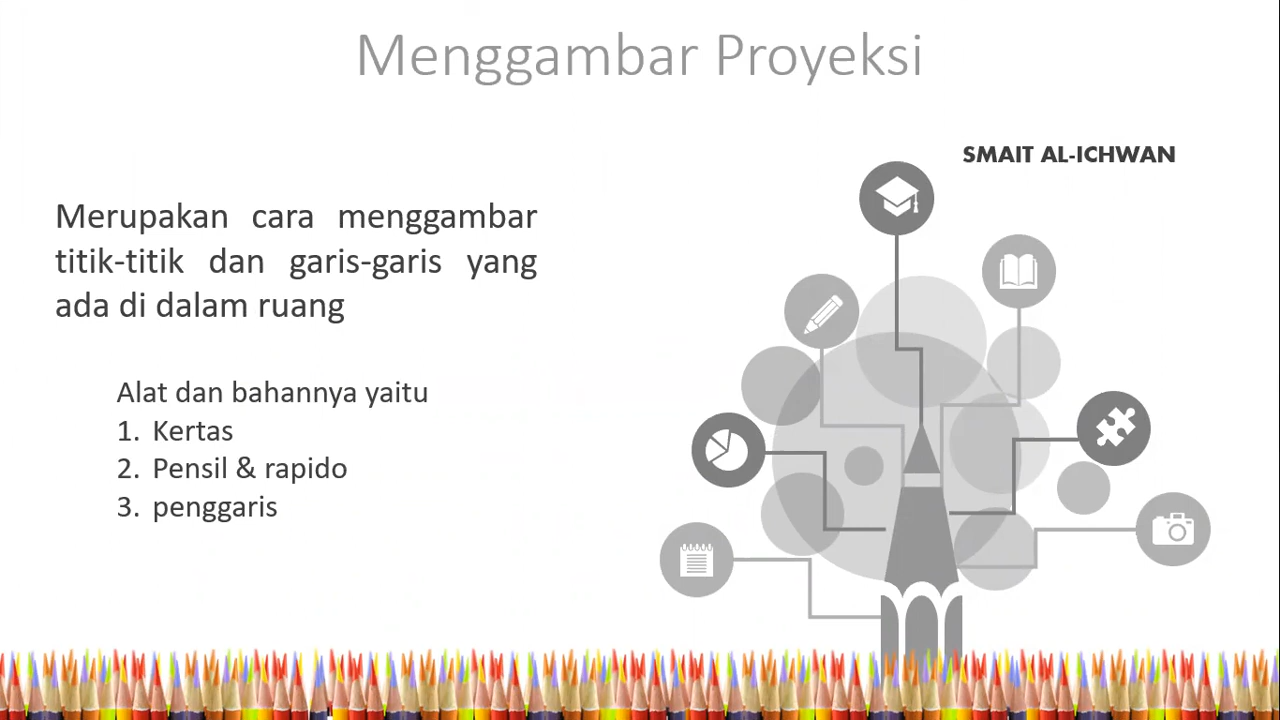 Menggambar Proyeksi
SMAIT AL-ICHWAN
Merupakan cara menggambar
titik-titik dan garis-garis yang
ada di dalam ruang
Alat dan bahannya yaitu
1. Kertas
2. Pensil & rapido
3. penggaris